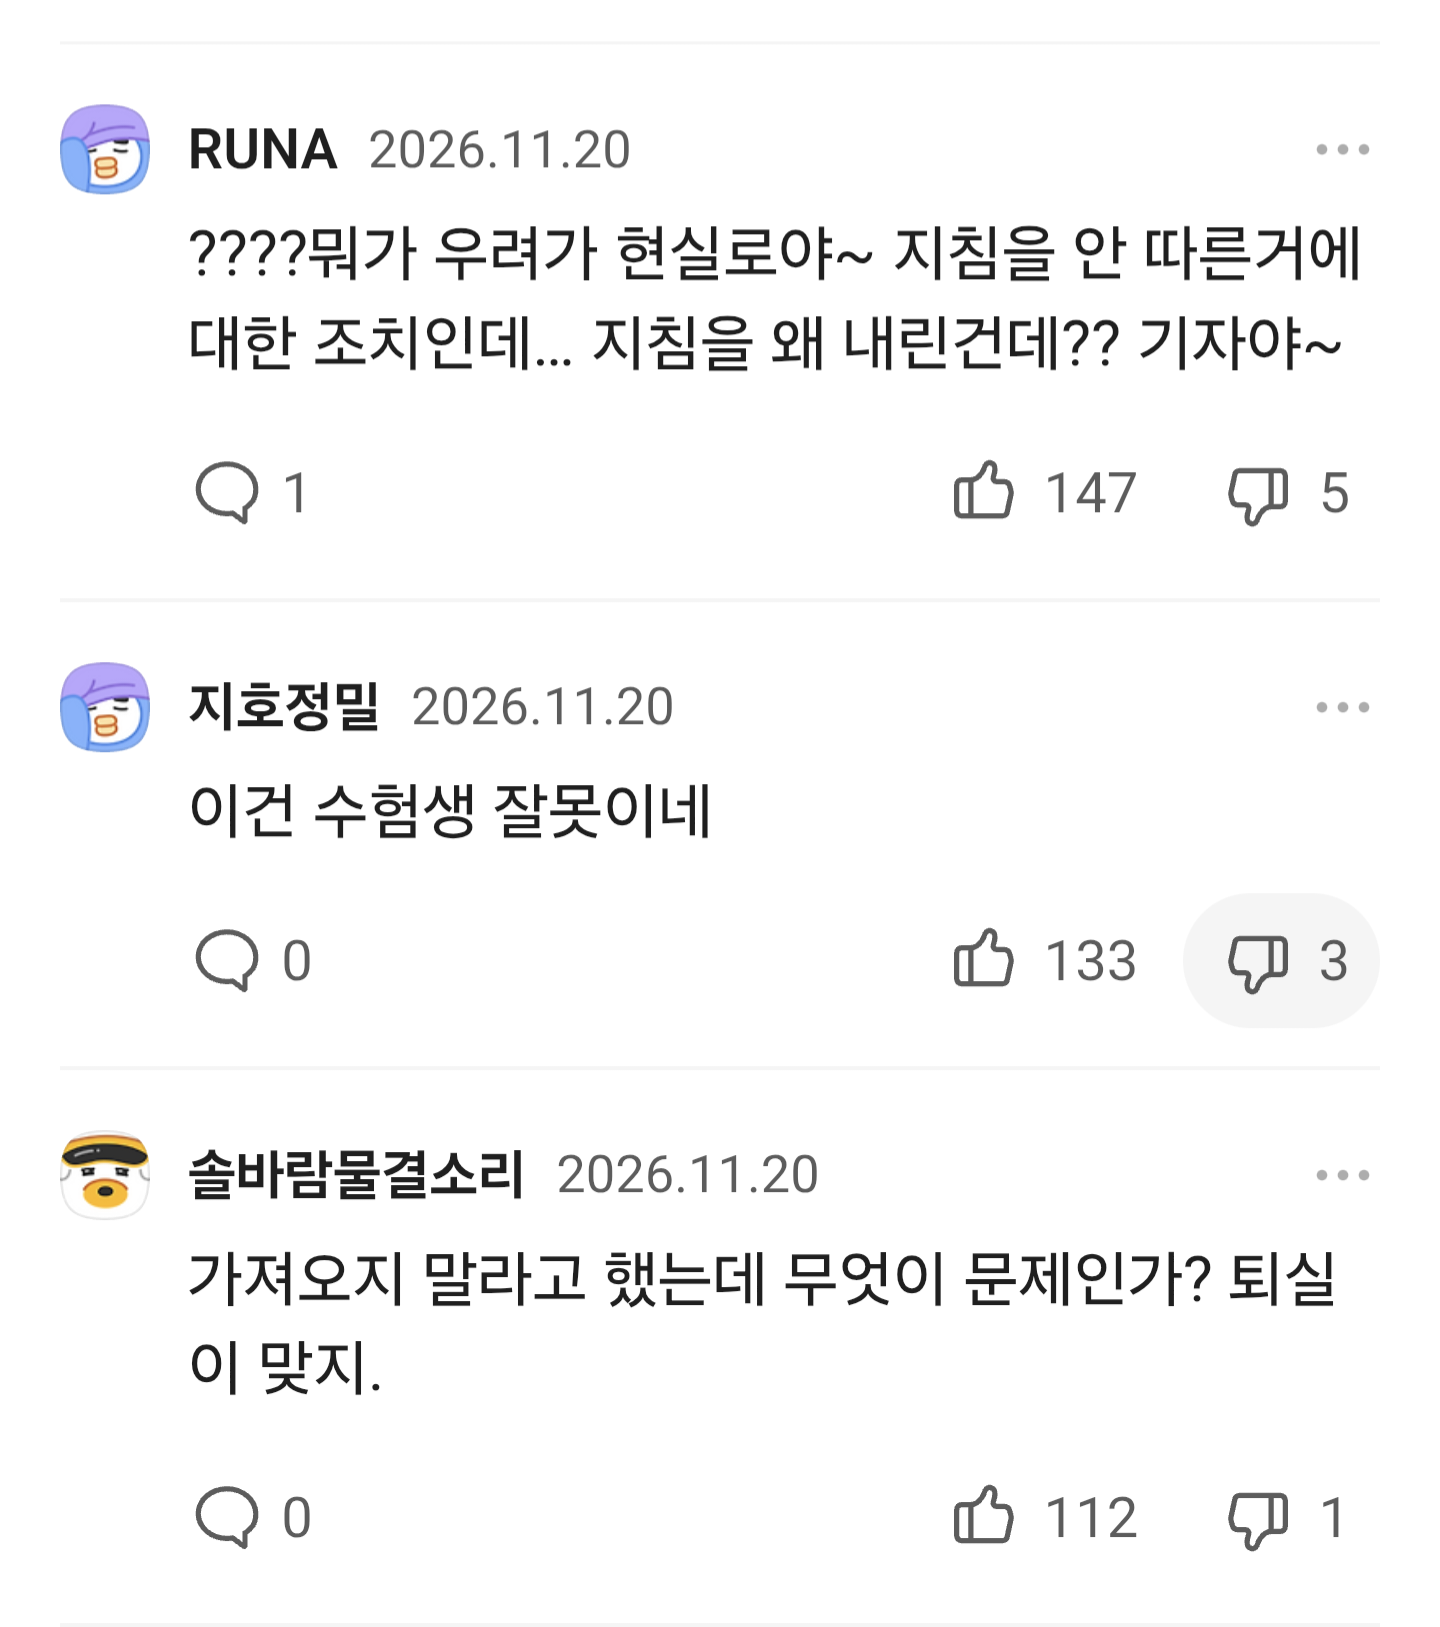 RUNA 2026.11.20
????뭐가 우려가 현실로야~ 지침을 안 따른거에
대한 조치인데... 지침을 왜 내린건데?? 기자야~
1 147 5
지호정밀 2026.11.20
이건 수험생 잘못이네
0 133 3
솔바람물결소리 2026.11.20
가져오지 말라고 했는데 무엇이 문제인가? 퇴실
이 맞지.
0 112 1